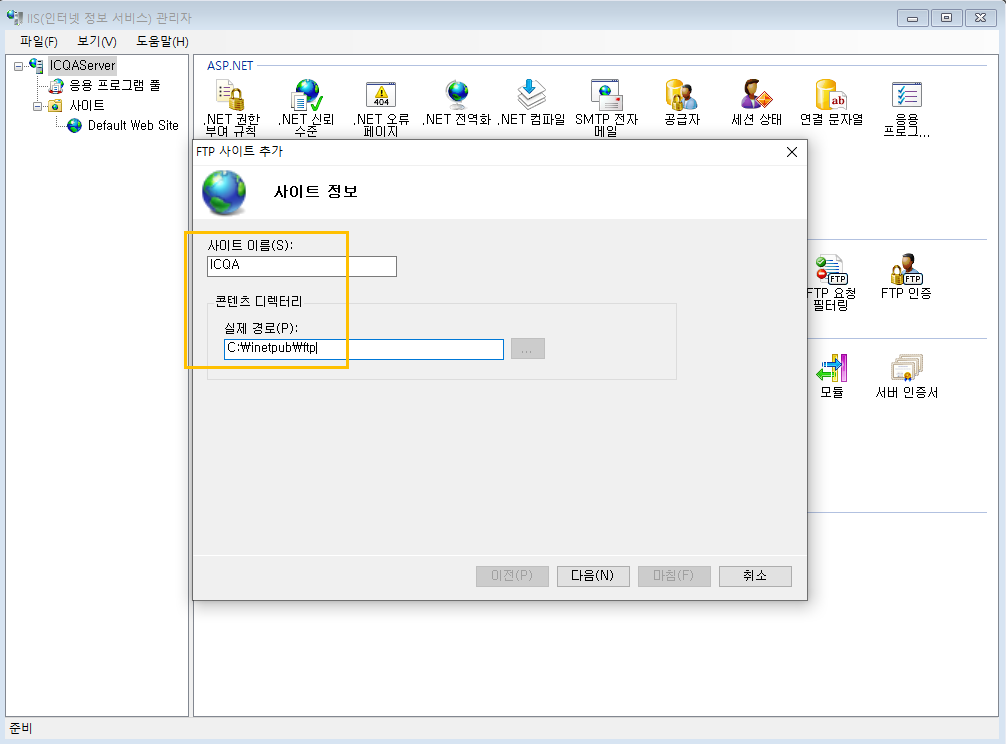 IIS(인터넷 정보 서비스) 관리자
파일(F) 보기(V) 도움말(H)
ICQAServer
응용 프로그램 풀
사이트
Default Web Site
ASP.NET
404
ab
.NET 권한 .NET 신뢰 .NET 오류 .NET 전역화 .NET 컴파일 SMTP 전자 공급자 세션 상태 연결 문자열 응용
부여 규칙 수준 페이지 메일 프로그...
FTP 사이트 추가
사이트 정보
사이트 이름(S):
ICQA
콘텐츠 디렉터리
실제 경로(P):
C:₩inetpub₩ftp
...
이전(P) 다음(N) 마침(F) 취소
FTP FTP
FTP 요청 FTP 인증
필터링
모듈 서버 인증서
준비